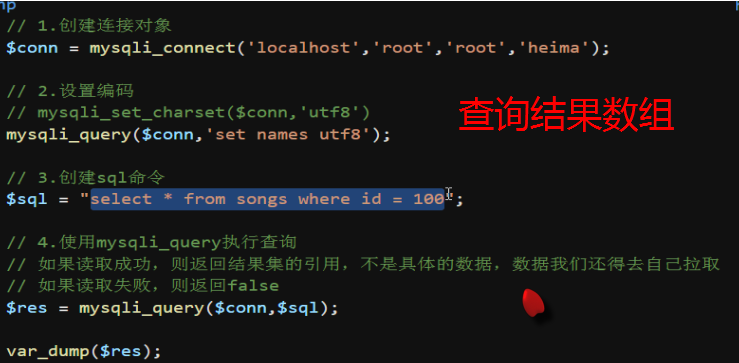 // 1.创建连接对象
$conn = mysqli_connect('localhost','root','root','heima');
// 2.设置编码
// mysqli_set_charset($conn,'utf8')
mysqli_query($conn,'set names utf8');
查询结果数组
// 3.创建sql命令
$sql = "select * from songs where id = 100";
// 4.使用mysqli_query执行查询
// 如果读取成功，则返回结果集的引用，不是具体的数据，数据我们还得去自己拉取
// 如果读取失败，则返回false
$res = mysqli_query($conn,$sql);
var_dump($res);